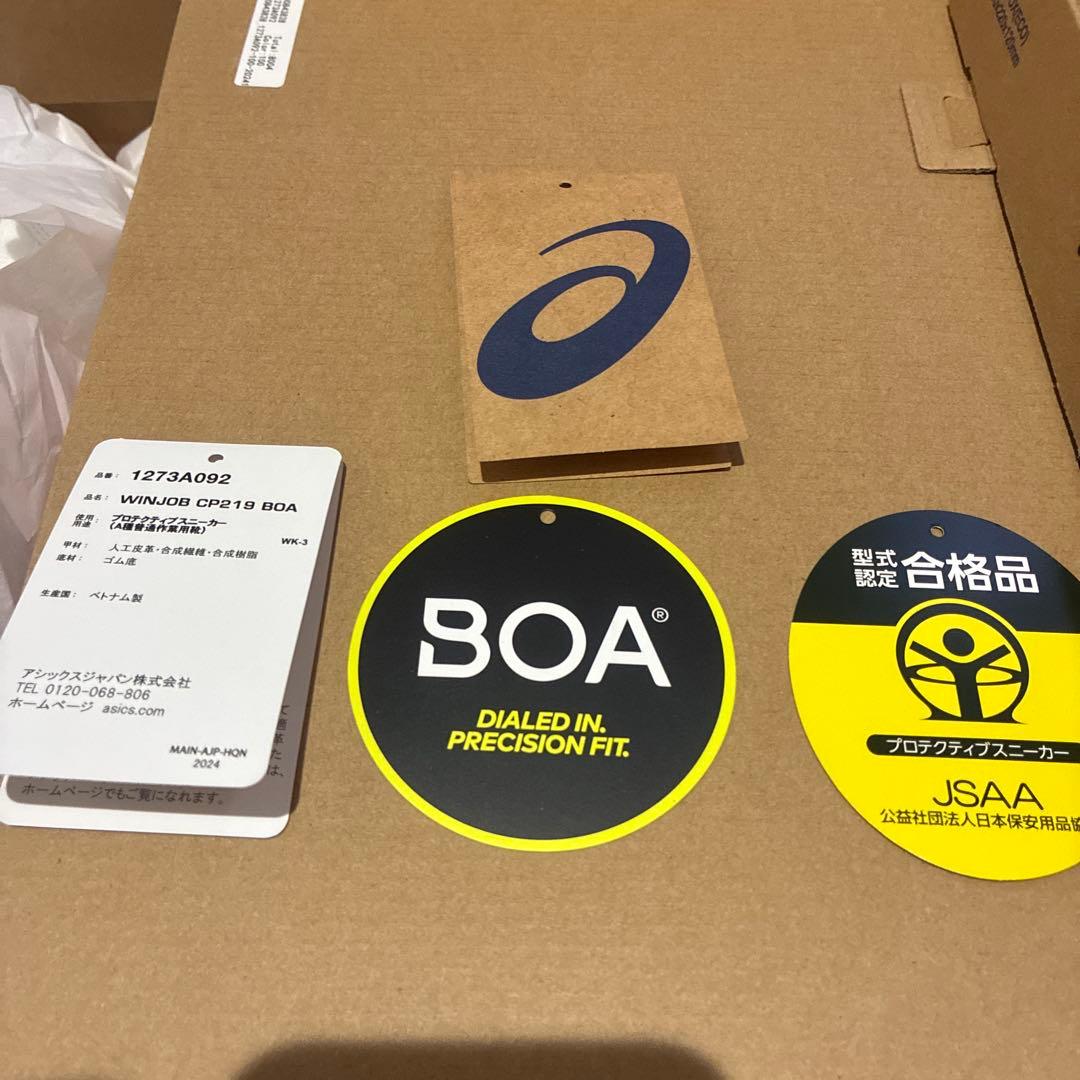 Total:8004
Color:100
1273A092-100-2024
品番： 1273A092
品名： WINJOB CP219 BOA
使用用途： プロテクティブスニーカー
(A種普通作業用靴)
WK-3
甲材： 人工皮革・合成繊維・合成樹脂
底材： ゴム底
生産国： ベトナム製
アシックスジャパン株式会社
TEL 0120-068-806
ホームページ asics.com
MAIN-AJP-HQN
2024
ホームページでもご覧になれます。
BOA®
DIALED IN.
PRECISION FIT.
型式認定 合格品
プロテクティブスニーカー
JSAA
公益社団法人日本保安用品協